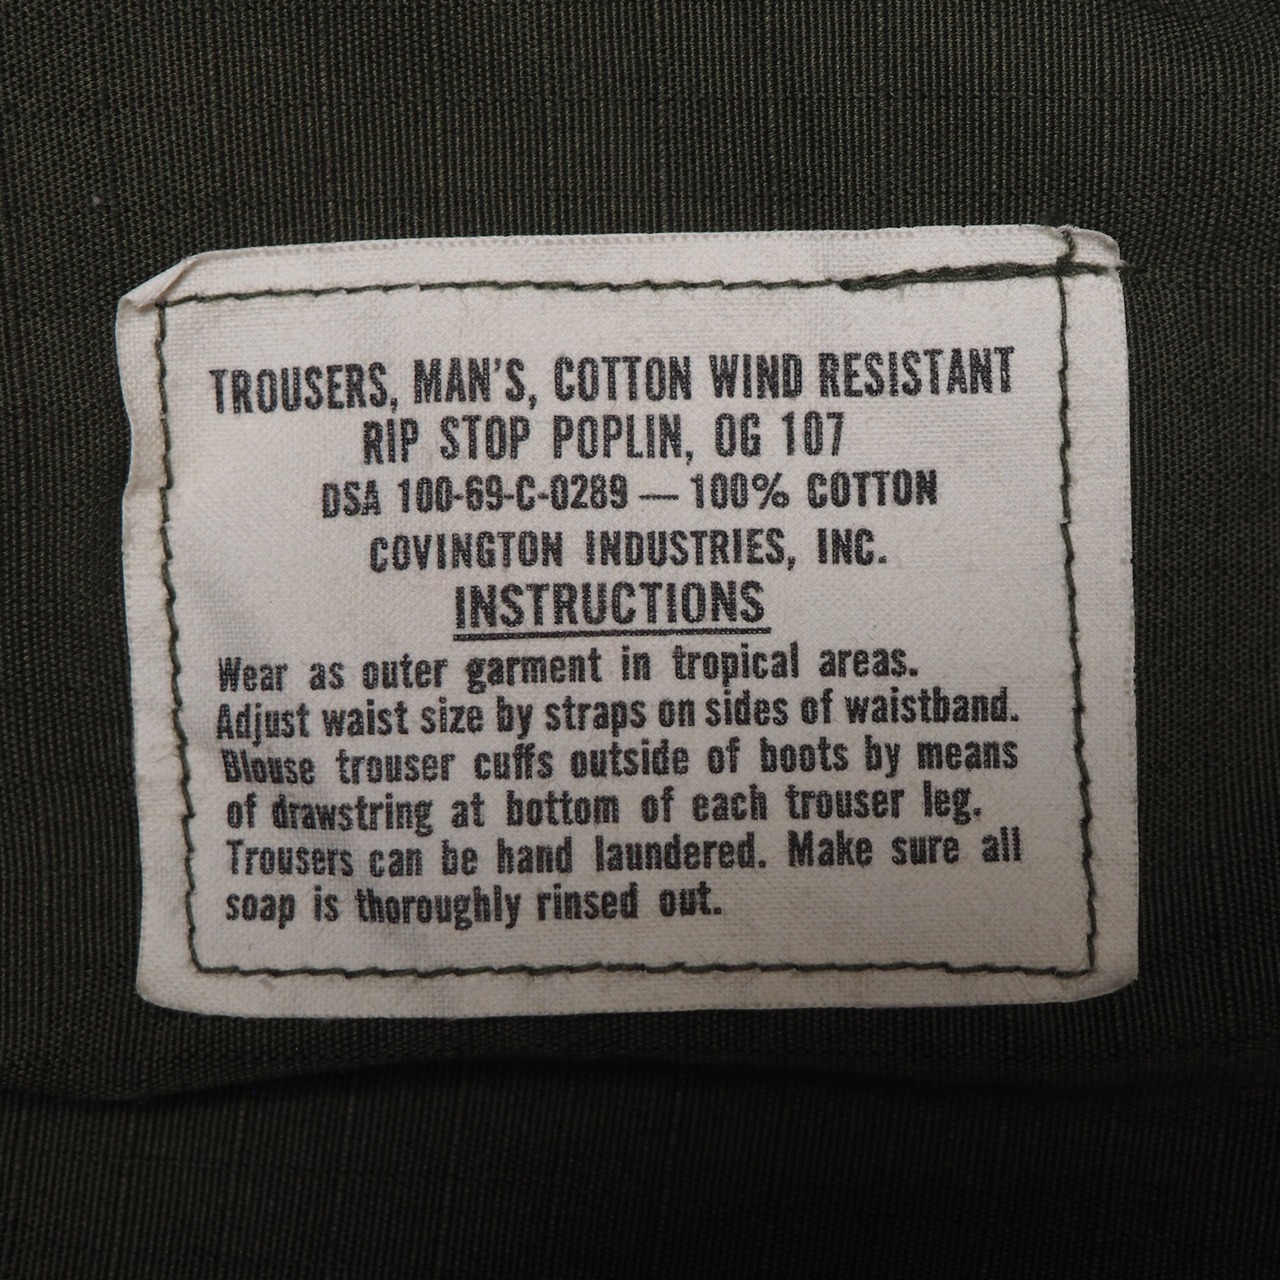 TROUSERS, MAN'S, COTTON WIND RESISTANT
RIP STOP POPLIN, OG 107
DSA 100-69-C-0289 — 100% COTTON
COVINGTON INDUSTRIES, INC.
INSTRUCTIONS
Wear as outer garment in tropical areas.
Adjust waist size by straps on sides of waistband.
Blouse trouser cuffs outside of boots by means
of drawstring at bottom of each trouser leg.
Trousers can be hand laundered. Make sure all
soap is thoroughly rinsed out.